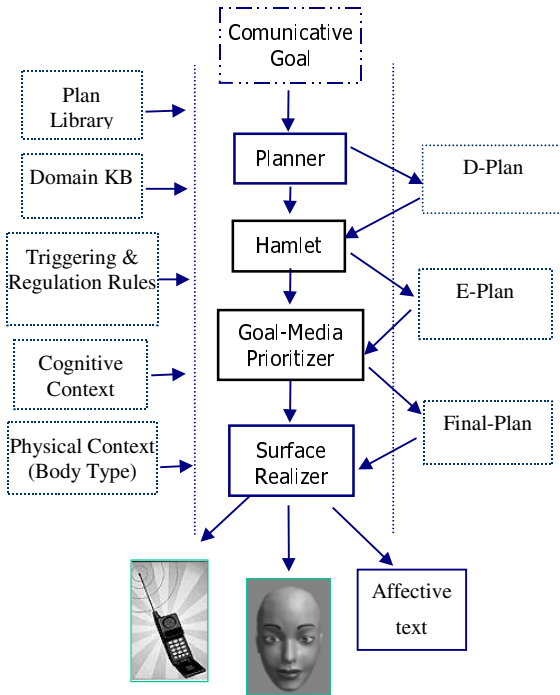 Comunicative
Goal
Plan
Library
Planner
D-Plan
Domain KB
Hamlet
Triggering &
Regulation Rules
E-Plan
Goal-Media
Prioritizer
Cognitive
Context
Final-Plan
Physical Context
(Body Type)
Surface
Realizer
Affective
text